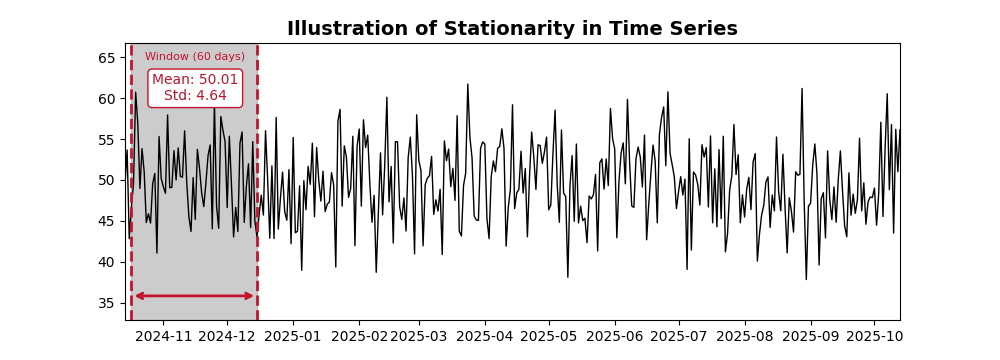 Illustration of Stationarity in Time Series
Window (60 days)
Mean: 50.01
Std: 4.64
65
60
55
50
45
40
35
2024-11 2024-12 2025-01 2025-02 2025-03 2025-04 2025-05 2025-06 2025-07 2025-08 2025-09 2025-10